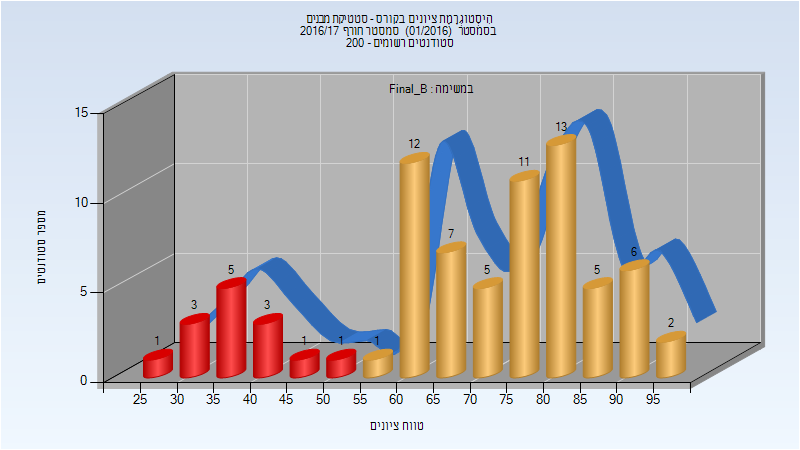 היסטוגרמת ציונים בקורס - סטטיקת מבנים
בסמסטר (01/2016) סמסטר חורף 2016/17
סטודנטים רשומים - 200
במשימה : Final_B
מספר סטודנטים
15
10
5
0
1
3
5
3
1
1
1
12
7
5
11
13
5
6
2
25 30 35 40 45 50 55 60 65 70 75 80 85 90 95
טווח ציונים